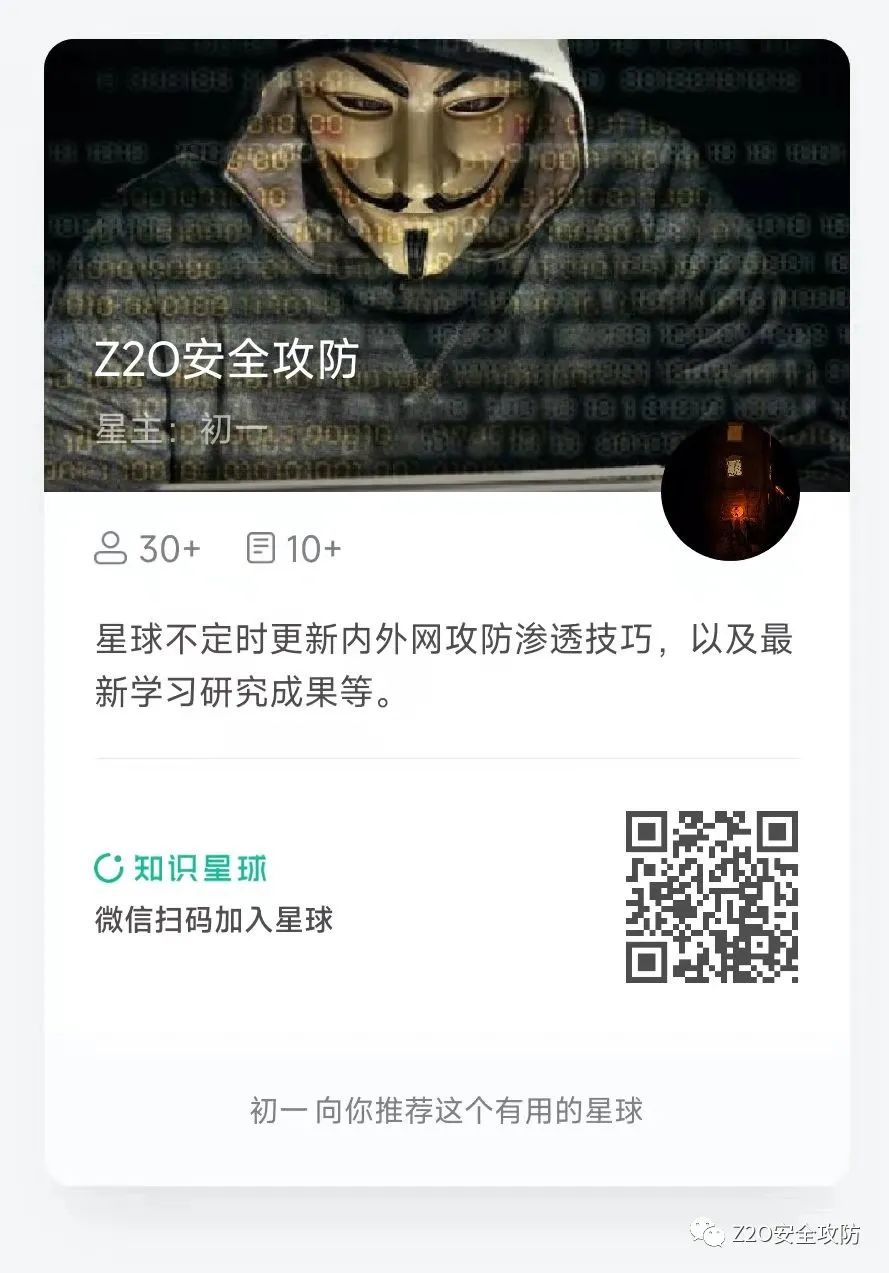 Z2O安全攻防
星主：初一
30+
10+
星球不定时更新内外网攻防渗透技巧，以及最
新学习研究成果等。
知识星球
微信扫码加入星球
初一 向你推荐这个有用的星球
Z2O安全攻防